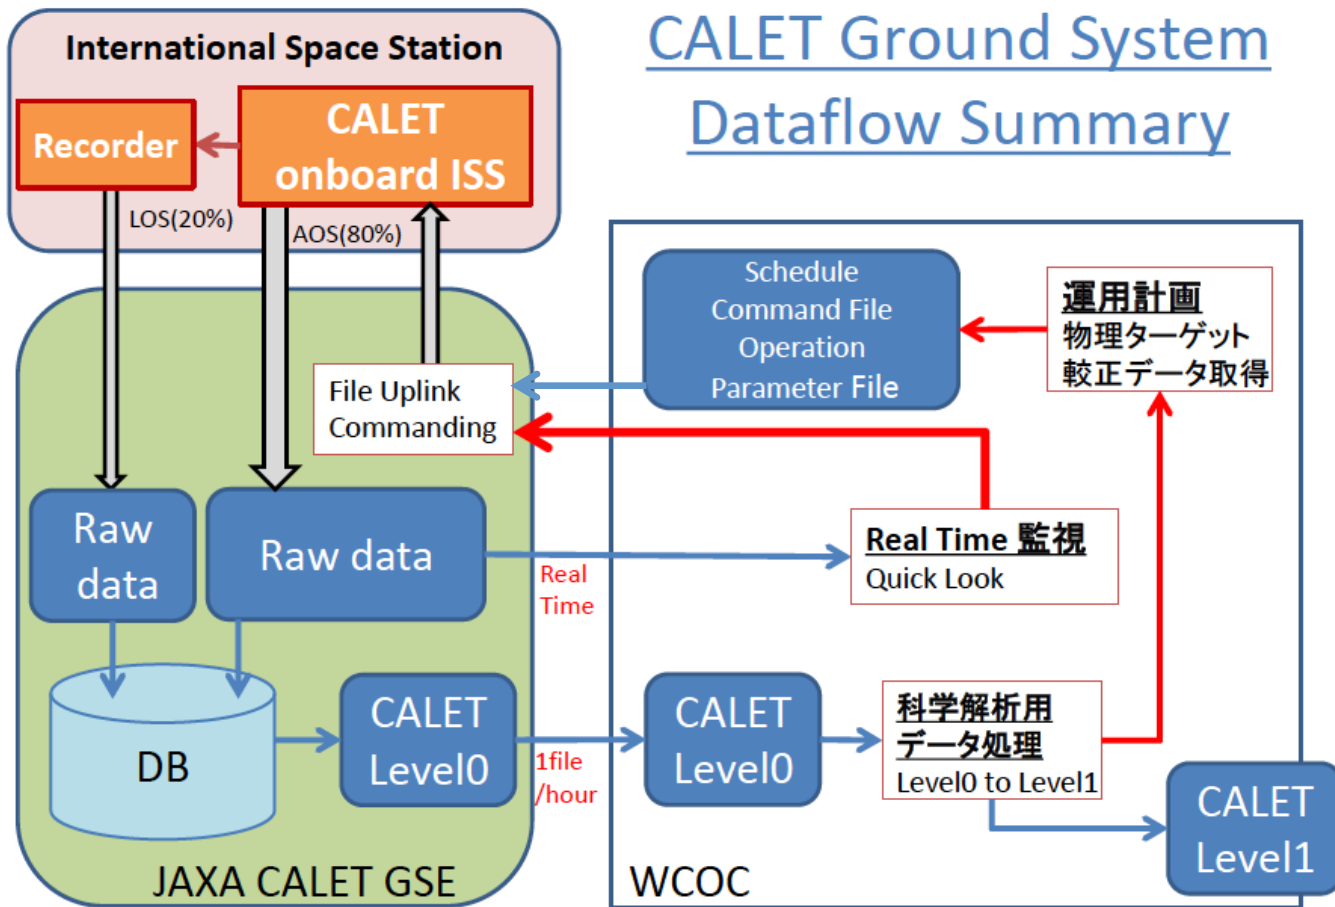 CALET Ground System
Dataflow Summary
International Space Station
Recorder
CALET
onboard ISS
LOS(20%)
AOS(80%)
File Uplink
Commanding
Raw
data
Raw data
Real
Time
DB
CALET
Level0
1file
/hour
JAXA CALET GSE
Schedule
Command File
Operation
Parameter File
運用計画
物理ターゲット
較正データ取得
Real Time 監視
Quick Look
CALET
Level0
科学解析用
データ処理
Level0 to Level1
CALET
Level1
WCOC